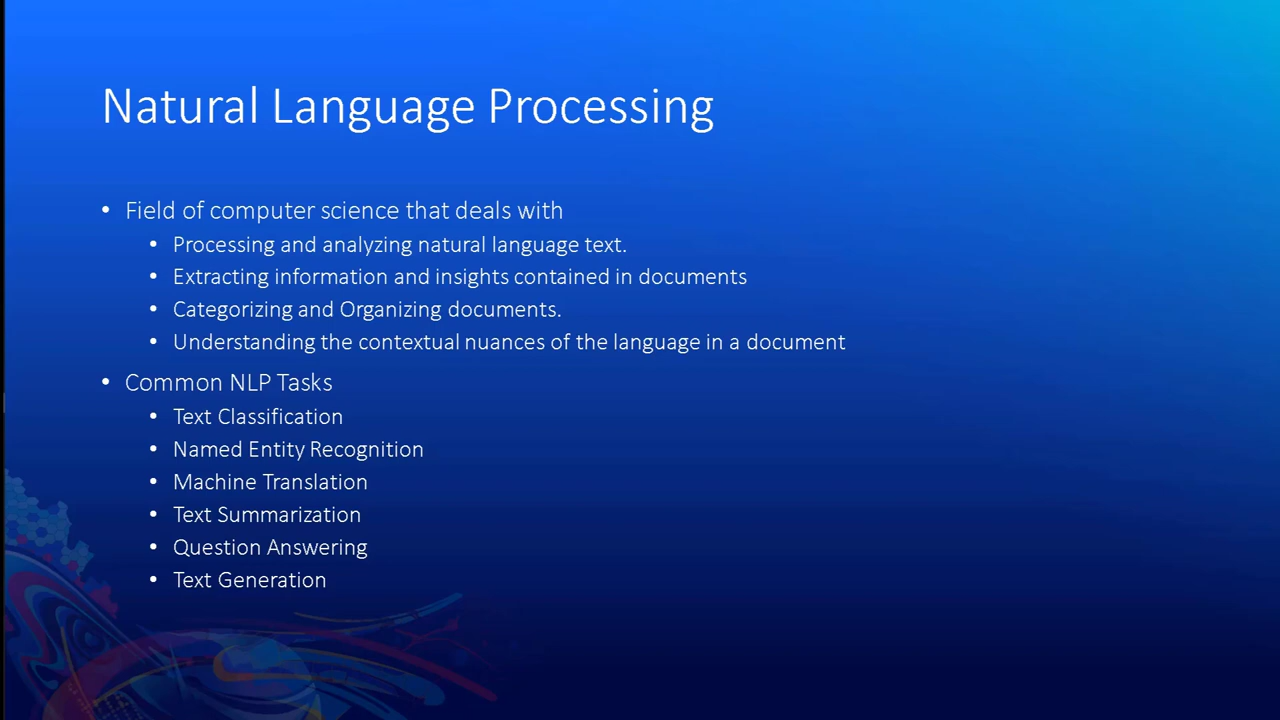 Natural Language Processing
• Field of computer science that deals with
• Processing and analyzing natural language text.
• Extracting information and insights contained in documents
• Categorizing and Organizing documents.
• Understanding the contextual nuances of the language in a document
• Common NLP Tasks
• Text Classification
• Named Entity Recognition
• Machine Translation
• Text Summarization
• Question Answering
• Text Generation